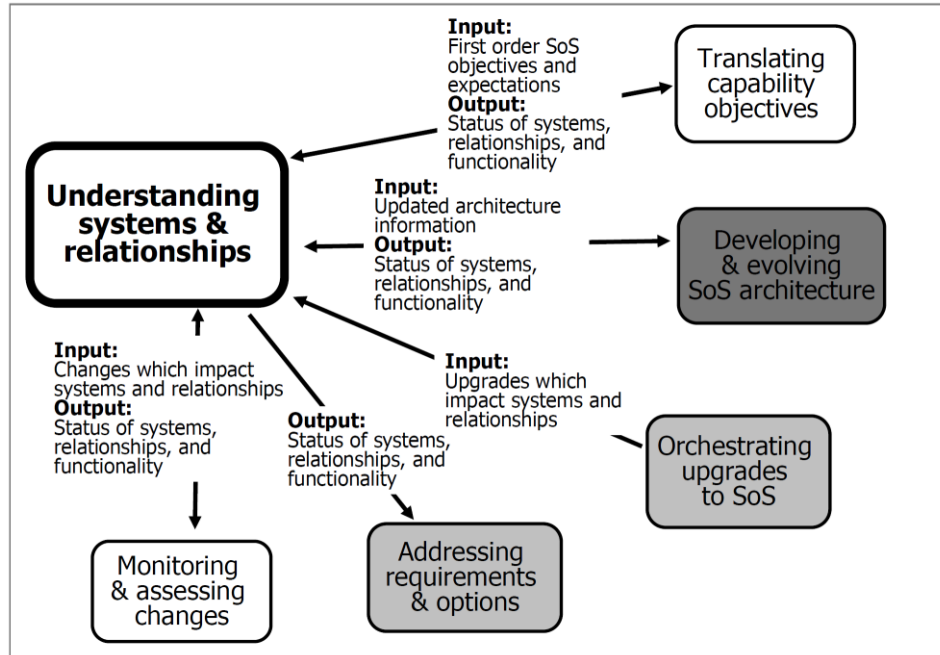 Input:
First order SoS
objectives and
expectations
Output:
Status of systems,
relationships, and
functionality
Translating
capability
objectives
Understanding
systems &
relationships
Input:
Updated architecture
information
Output:
Status of systems,
relationships, and
functionality
Developing
& evolving
SoS architecture
Input:
Changes which impact
systems and relationships
Output:
Status of systems,
relationships, and
functionality
Output:
Status of systems,
relationships, and
functionality
Input:
Upgrades which
impact systems and
relationships
Orchestrating
upgrades
to SoS
Monitoring
& assessing
changes
Addressing
requirements
& options